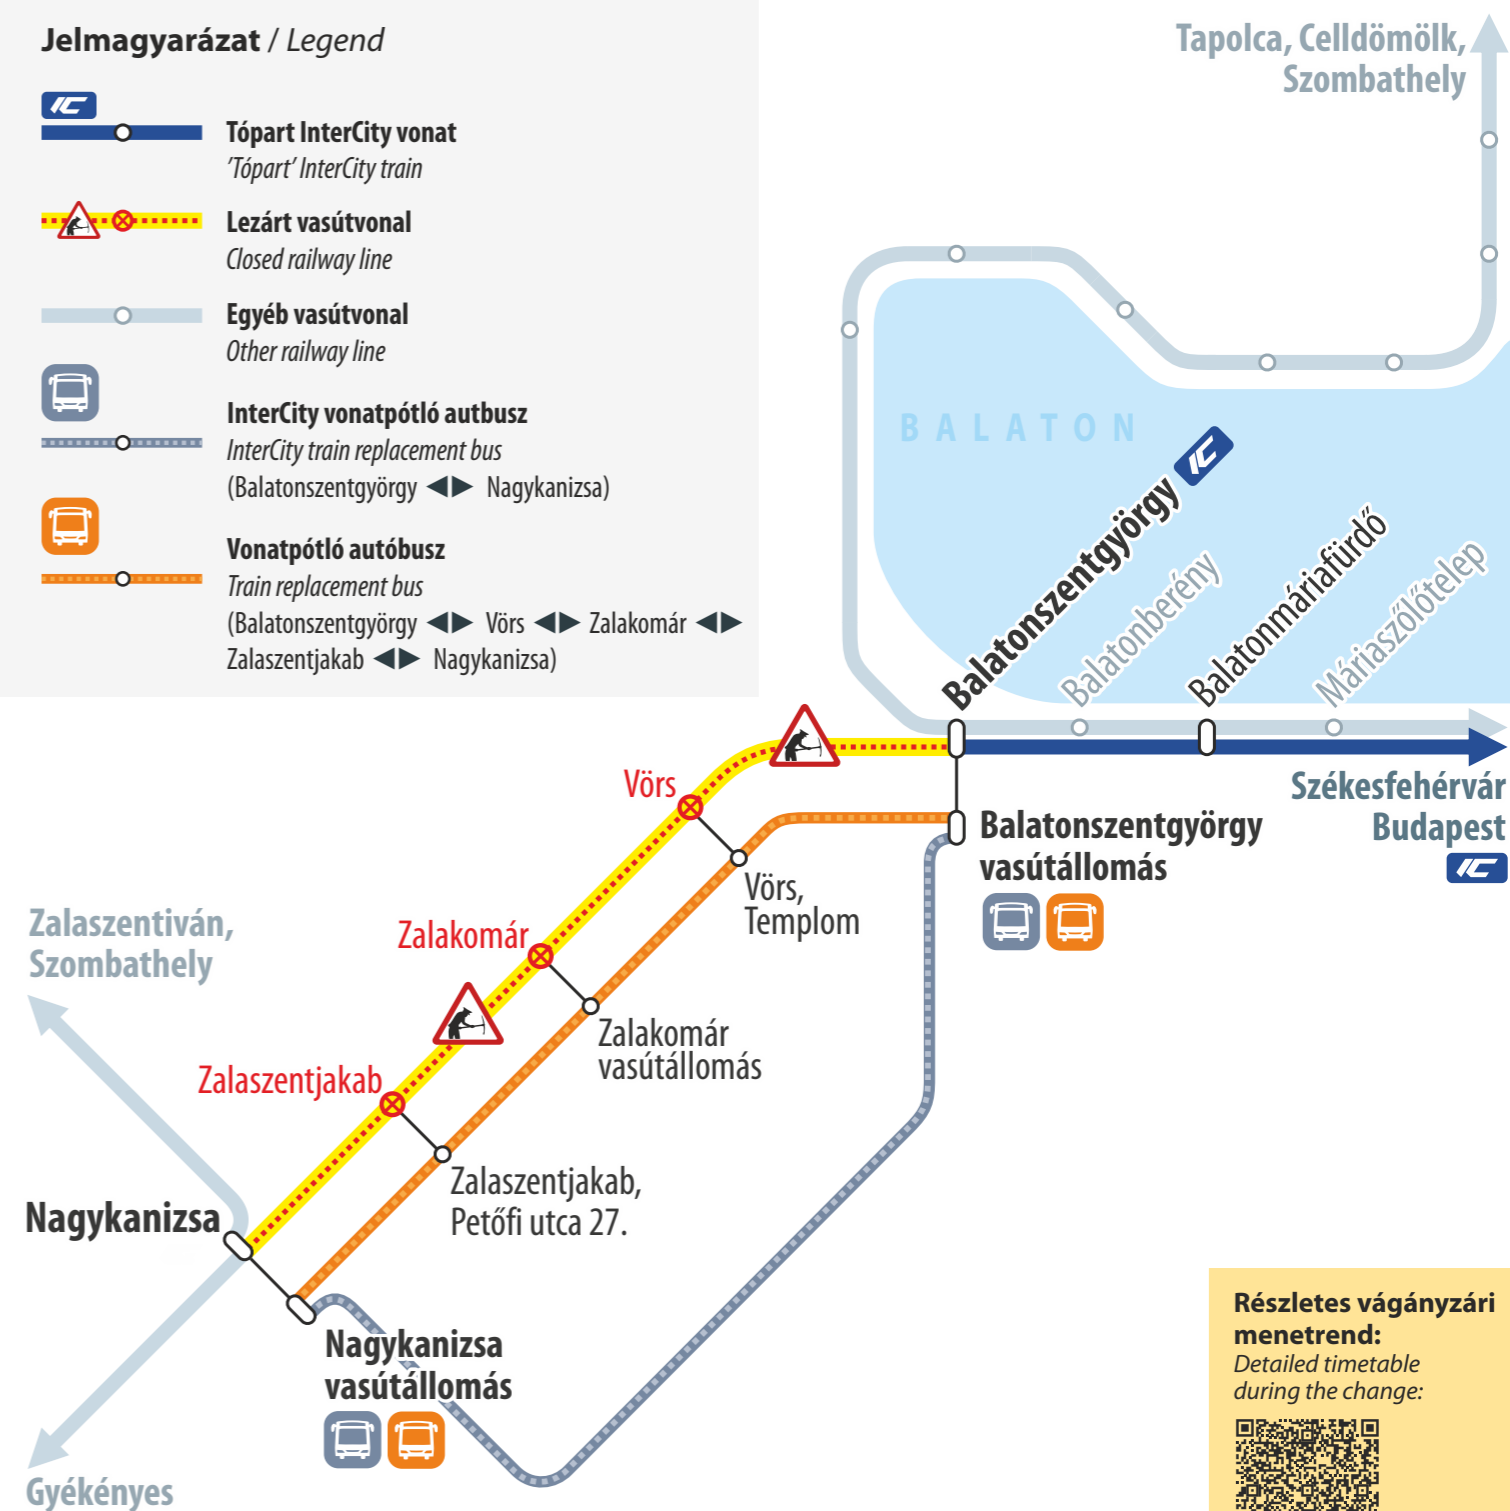 Jelmagyarázat / Legend
IC
Tópart InterCity vonat
'Tópart' InterCity train
Lezárt vasútvonal
Closed railway line
Egyéb vasútvonal
Other railway line
InterCity vonatpótló autbusz
InterCity train replacement bus
(Balatonszentgyörgy ◀▶ Nagykanizsa)
Vonatpótló autóbusz
Train replacement bus
(Balatonszentgyörgy ◀▶ Vörs ◀▶ Zalakomár ◀▶
Zalaszentjakab ◀▶ Nagykanizsa)
Tapolca, Celldömölk,
Szombathely
BALATON
Balatonszentgyörgy IC
Balatonberény
Balatonmáriafürdő
Máriaszőlőtelep
Székesfehérvár
Budapest
IC
Balatonszentgyörgy
vasútállomás
Vörs
Vörs,
Templom
Zalakomár
Zalakomár
vasútállomás
Zalaszentjakab
Zalaszentjakab,
Petőfi utca 27.
Zalaszentiván,
Szombathely
Nagykanizsa
Nagykanizsa
vasútállomás
Gyékényes
Részletes vágányzári
menetrend:
Detailed timetable
during the change: